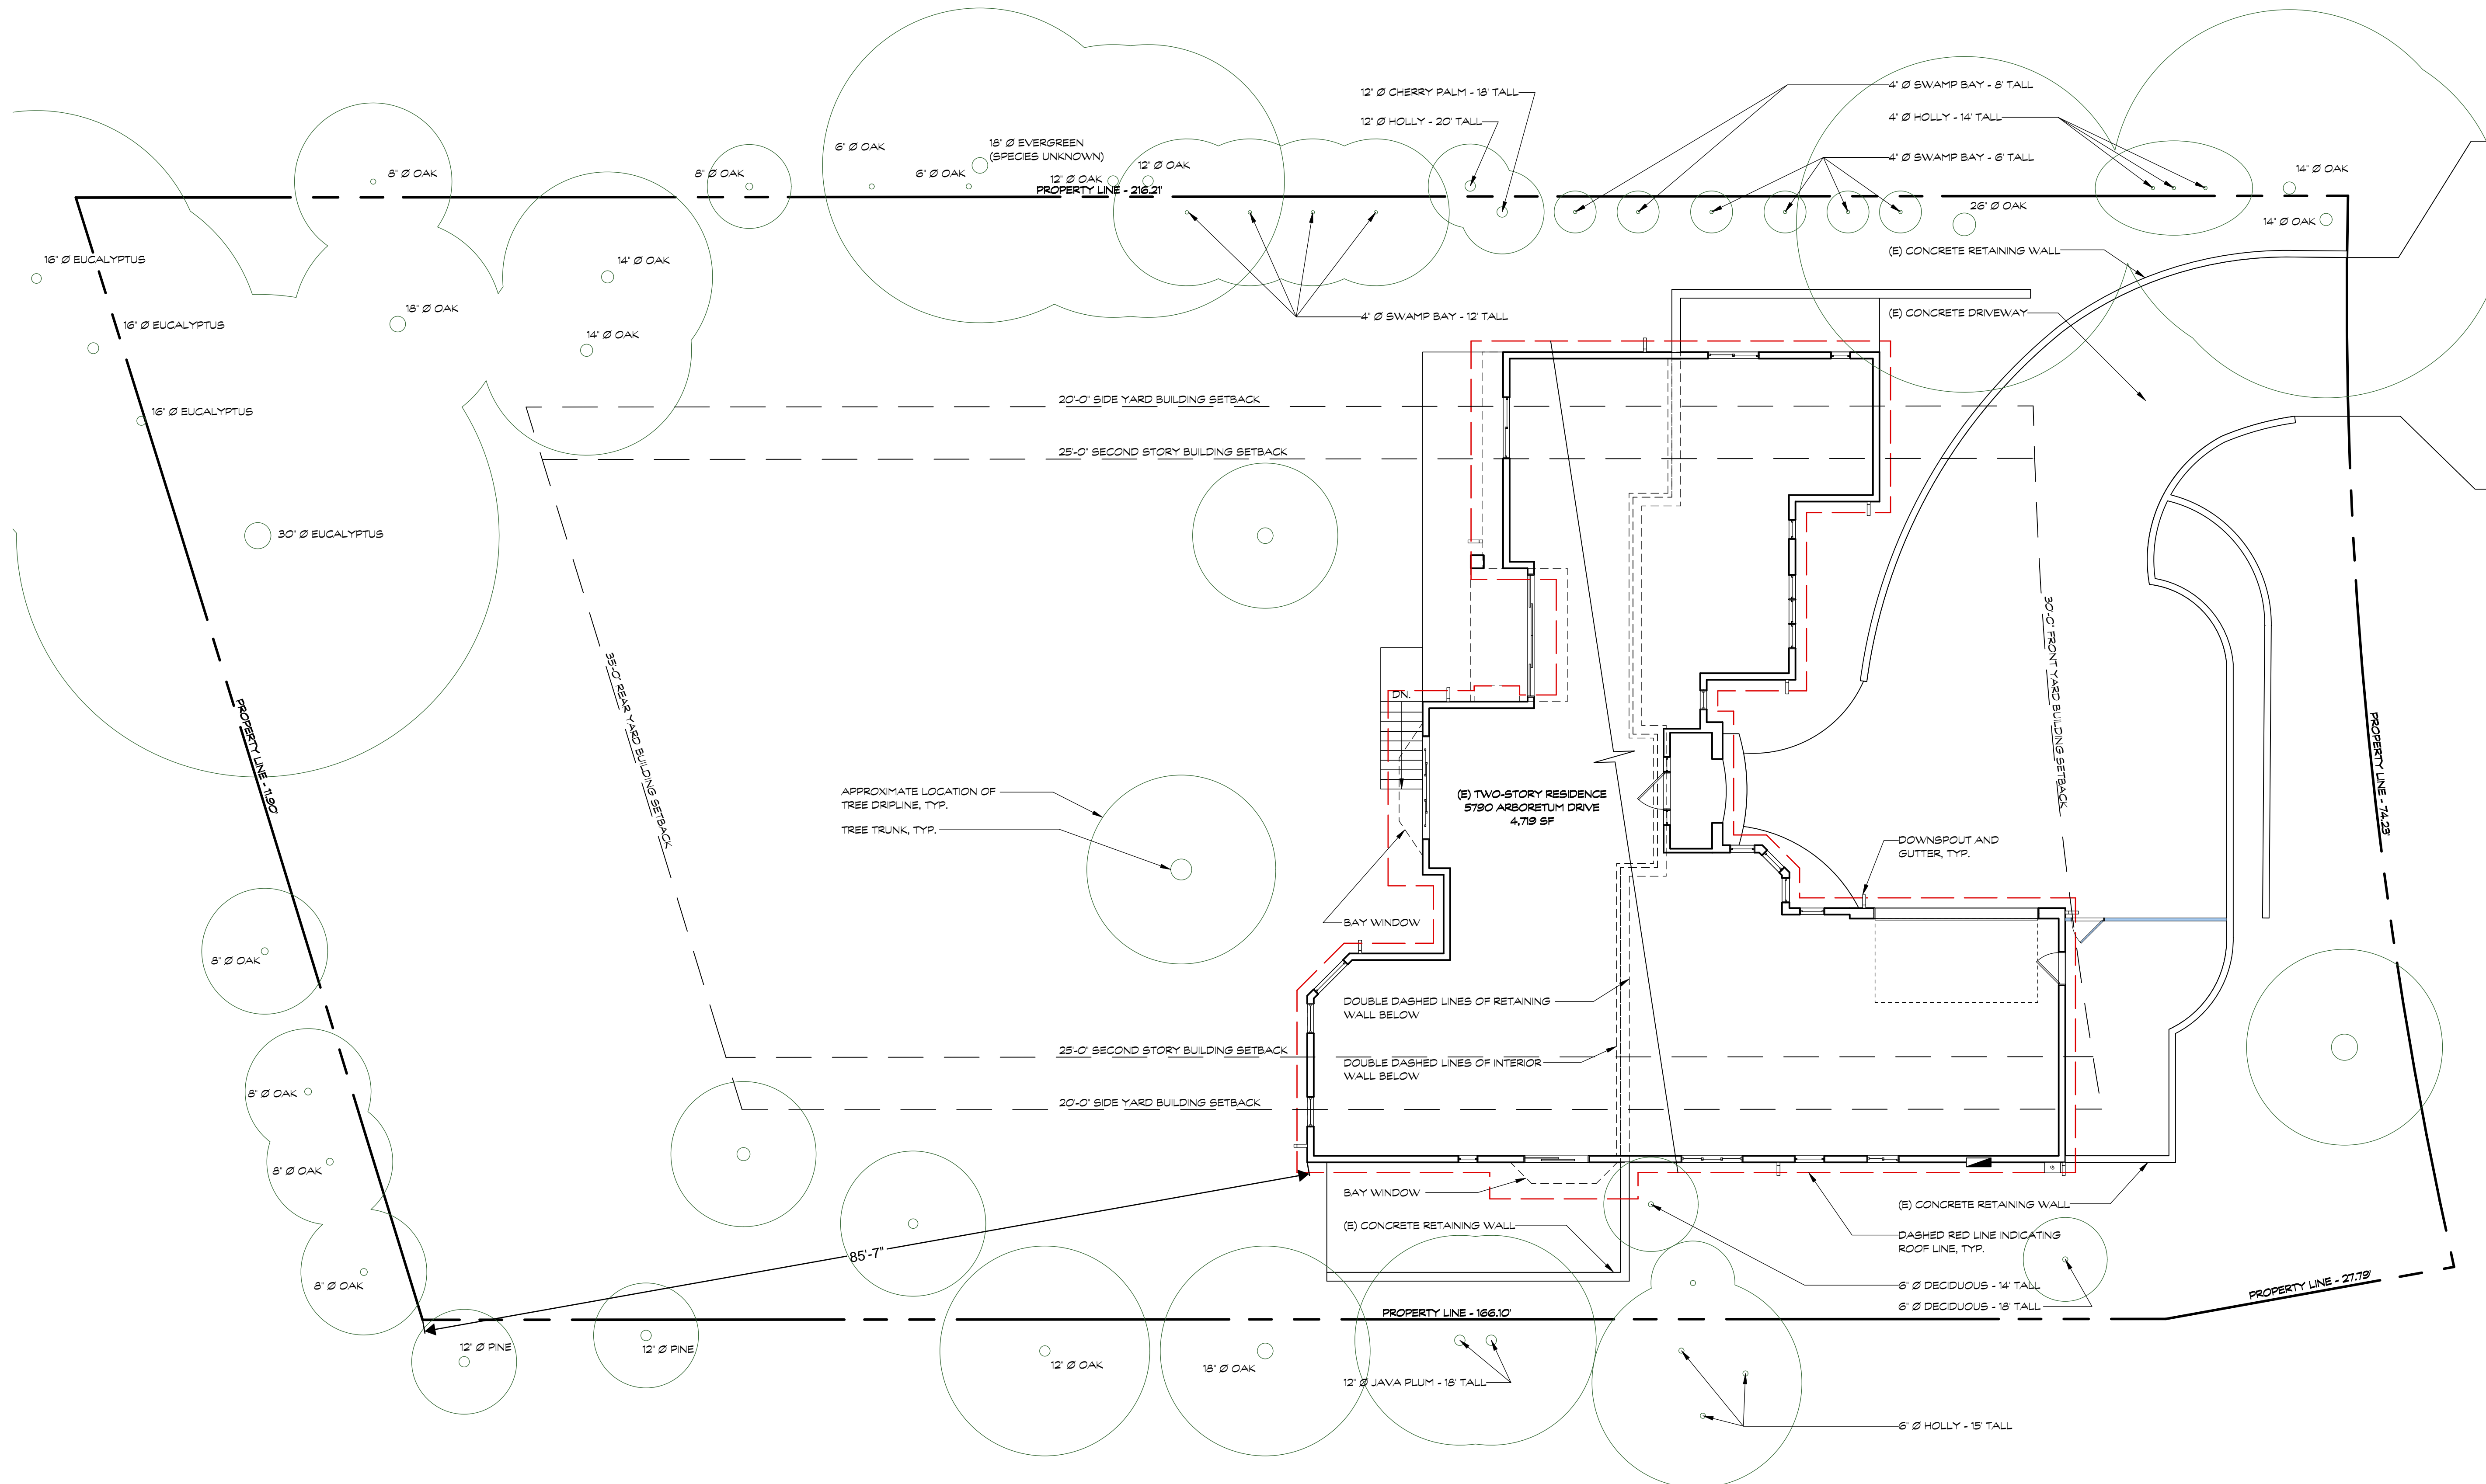 12" Ø CHERRY PALM - 18' TALL
12" Ø HOLLY - 20' TALL
4" Ø SWAMP BAY - 8' TALL
4" Ø HOLLY - 14' TALL
4" Ø SWAMP BAY - 6' TALL
8" Ø OAK
8" Ø OAK
6" Ø OAK
6" Ø OAK
18" Ø EVERGREEN
(SPECIES UNKNOWN)
12" Ø OAK
12" Ø OAK
PROPERTY LINE - 216.21'
14" Ø OAK
14" Ø OAK
26" Ø OAK
(E) CONCRETE RETAINING WALL
(E) CONCRETE DRIVEWAY
16" Ø EUCALYPTUS
16" Ø EUCALYPTUS
16" Ø EUCALYPTUS
18" Ø OAK
14" Ø OAK
14" Ø OAK
4" Ø SWAMP BAY - 12' TALL
20'-0" SIDE YARD BUILDING SETBACK
25'-0" SECOND STORY BUILDING SETBACK
30" Ø EUCALYPTUS
PROPERTY LINE - 11.90'
35'-0" REAR YARD BUILDING SETBACK
30'-0" FRONT YARD BUILDING SETBACK
PROPERTY LINE - 74.23'
DN.
APPROXIMATE LOCATION OF
TREE DRIPLINE, TYP.
TREE TRUNK, TYP.
(E) TWO-STORY RESIDENCE
5790 ARBORETUM DRIVE
4,719 SF
DOWNSPOUT AND
GUTTER, TYP.
BAY WINDOW
8" Ø OAK
8" Ø OAK
8" Ø OAK
8" Ø OAK
DOUBLE DASHED LINES OF RETAINING
WALL BELOW
25'-0" SECOND STORY BUILDING SETBACK
DOUBLE DASHED LINES OF INTERIOR
WALL BELOW
20'-0" SIDE YARD BUILDING SETBACK
BAY WINDOW
(E) CONCRETE RETAINING WALL
(E) CONCRETE RETAINING WALL
DASHED RED LINE INDICATING
ROOF LINE, TYP.
85'-7"
6" Ø DECIDUOUS - 14' TALL
6" Ø DECIDUOUS - 18' TALL
PROPERTY LINE - 27.79'
PROPERTY LINE - 166.10'
12" Ø PINE
12" Ø PINE
12" Ø OAK
18" Ø OAK
12" Ø JAVA PLUM - 18' TALL
6" Ø HOLLY - 15' TALL